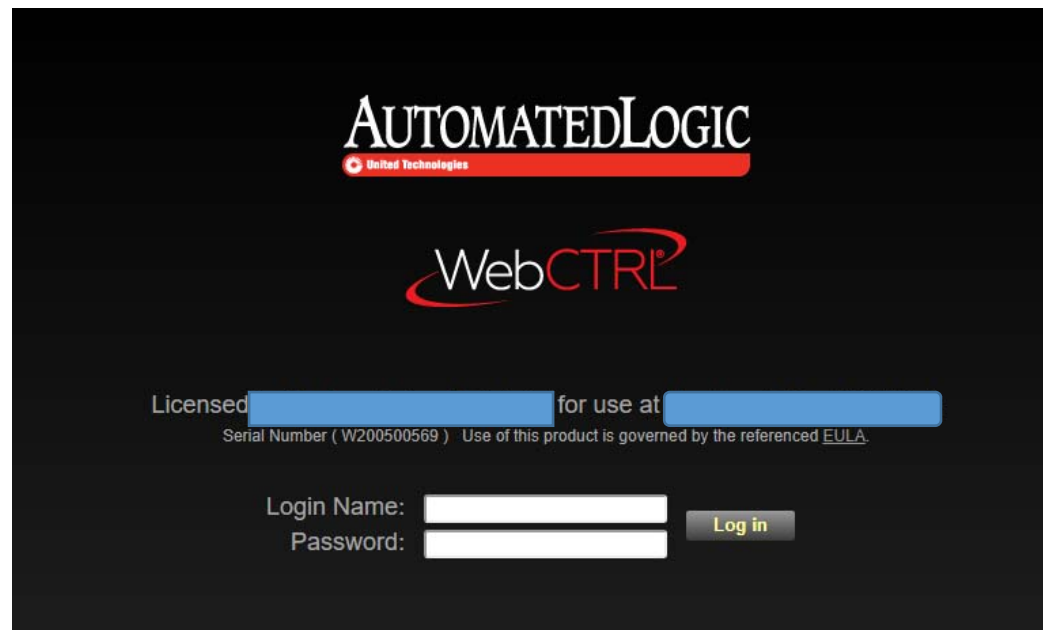 AUTOMATEDLOGIC
United Technologies
WebCTRL®
Licensed for use at
Serial Number ( W200500569 ) Use of this product is governed by the referenced EULA.
Login Name:
Password:
Log in